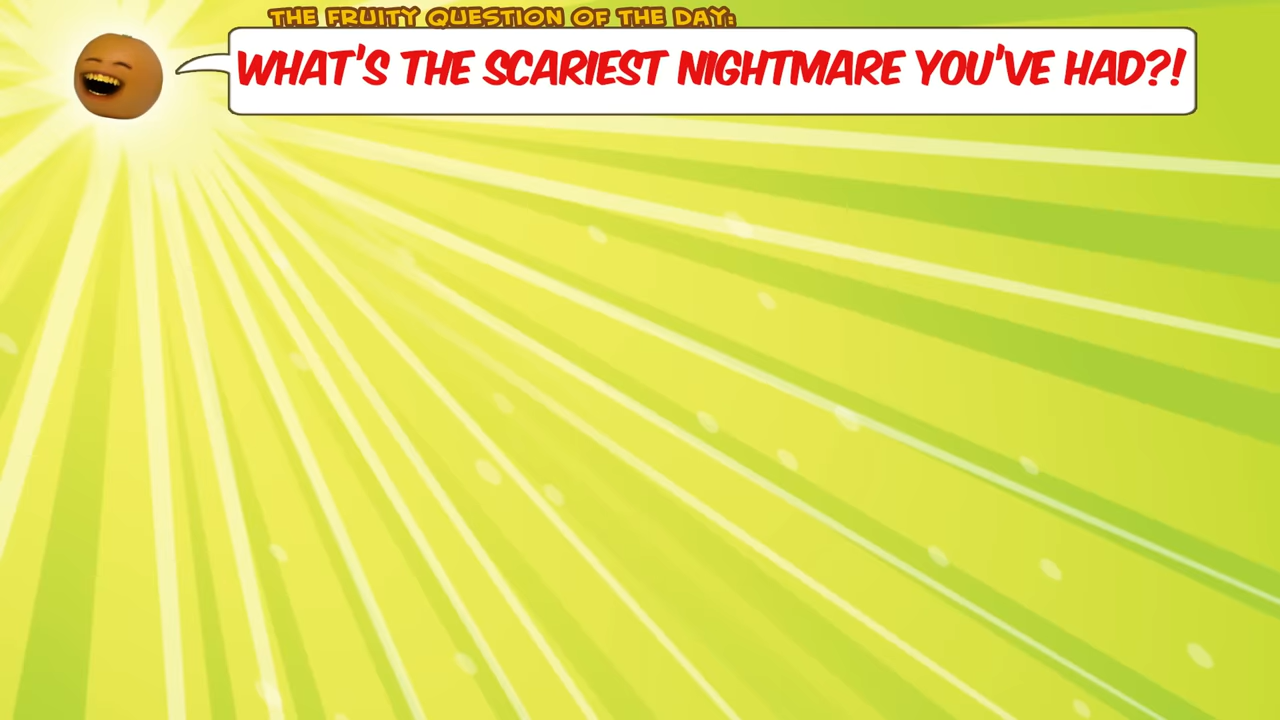 THE FRUITY QUESTION OF THE DAY:
WHAT'S THE SCARIEST NIGHTMARE YOU'VE HAD?!